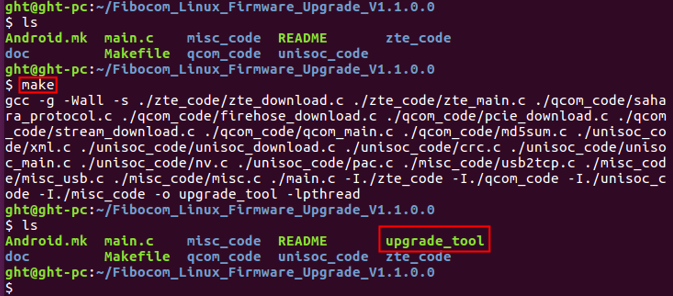 ght@ght-pc:~/Fibocom_Linux_Firmware_Upgrade_V1.1.0.0
$ ls
Android.mk main.c misc_code README zte_code
doc Makefile qcom_code unisoc_code
ght@ght-pc:~/Fibocom_Linux_Firmware_Upgrade_V1.1.0.0
$ make
gcc -g -Wall -s ./zte_code/zte_download.c ./zte_code/zte_main.c ./qcom_code/saha
ra_protocol.c ./qcom_code/firehose_download.c ./qcom_code/pcie_download.c ./qcom
_code/stream_download.c ./qcom_code/qcom_main.c ./qcom_code/md5sum.c ./unisoc_co
de/xml.c ./unisoc_code/unisoc_download.c ./unisoc_code/crc.c ./unisoc_code/uniso
c_main.c ./unisoc_code/nv.c ./unisoc_code/pac.c ./misc_code/usb2tcp.c ./misc_cod
e/misc_usb.c ./misc_code/misc.c ./main.c -I./zte_code -I./qcom_code -I./unisoc_c
ode -I./misc_code -o upgrade_tool -lpthread
ght@ght-pc:~/Fibocom_Linux_Firmware_Upgrade_V1.1.0.0
$ ls
Android.mk main.c misc_code README upgrade_tool
doc Makefile qcom_code unisoc_code zte_code
ght@ght-pc:~/Fibocom_Linux_Firmware_Upgrade_V1.1.0.0
$